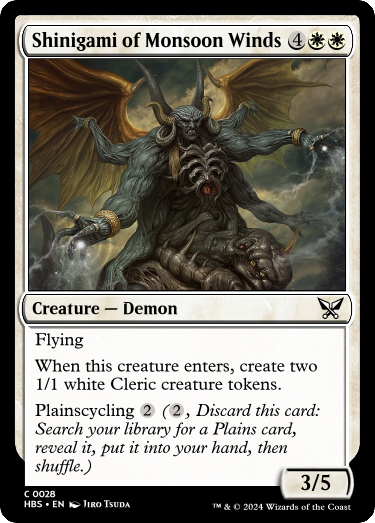 Shinigami of Monsoon Winds 4
Creature — Demon
Flying
When this creature enters, create two
1/1 white Cleric creature tokens.
Plainscycling 2 (2, Discard this card:
Search your library for a Plains card,
reveal it, put it into your hand, then
shuffle.)
3/5
C 0028
HBS • EN Jiro Tsuda
™ & © 2024 Wizards of the Coast